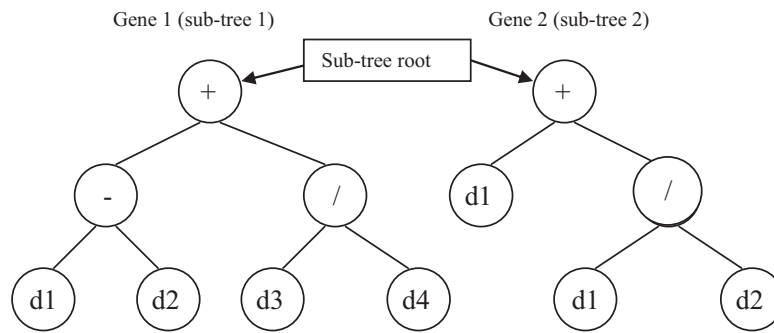 Gene 1 (sub-tree 1)
Gene 2 (sub-tree 2)
Sub-tree root
+
+
-
/
d1
/
d1
d2
d3
d4
d1
d2